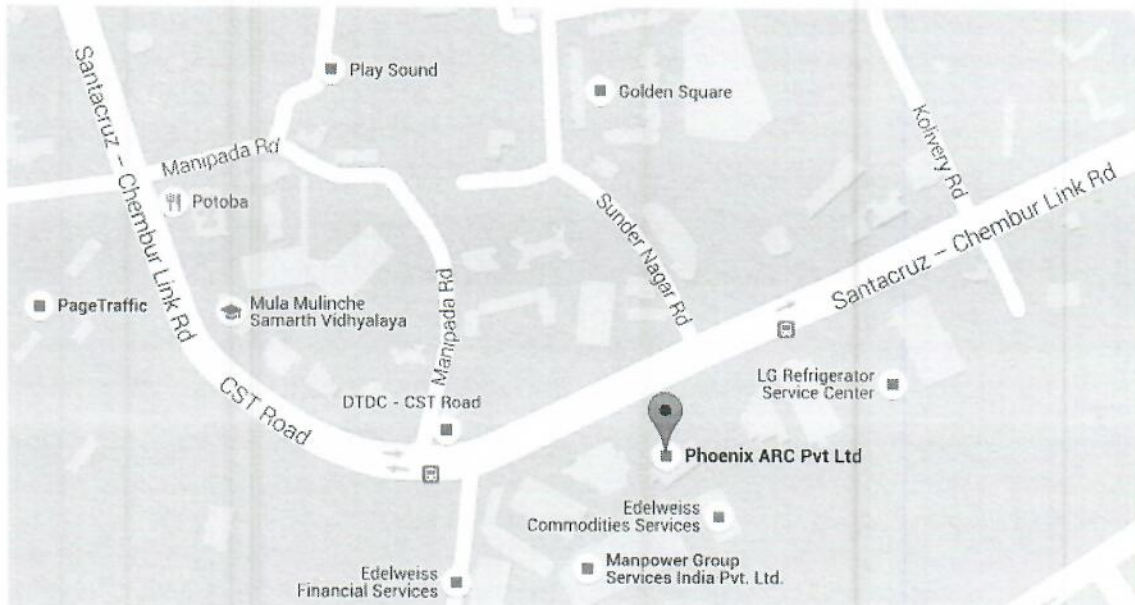 Play Sound
Golden Square
Santacruz – Chembur Link Rd
Manipada Rd
Kolivery Rd
Potoba
Sunder Nagar Rd
Santacruz – Chembur Link Rd
PageTraffic
Mula Mulinche
Samarth Vidhyalaya
Manipada Rd
LG Refrigerator
Service Center
CST Road
DTDC - CST Road
Phoenix ARC Pvt Ltd
Edelweiss
Commodities Services
Manpower Group
Services India Pvt. Ltd.
Edelweiss
Financial Services